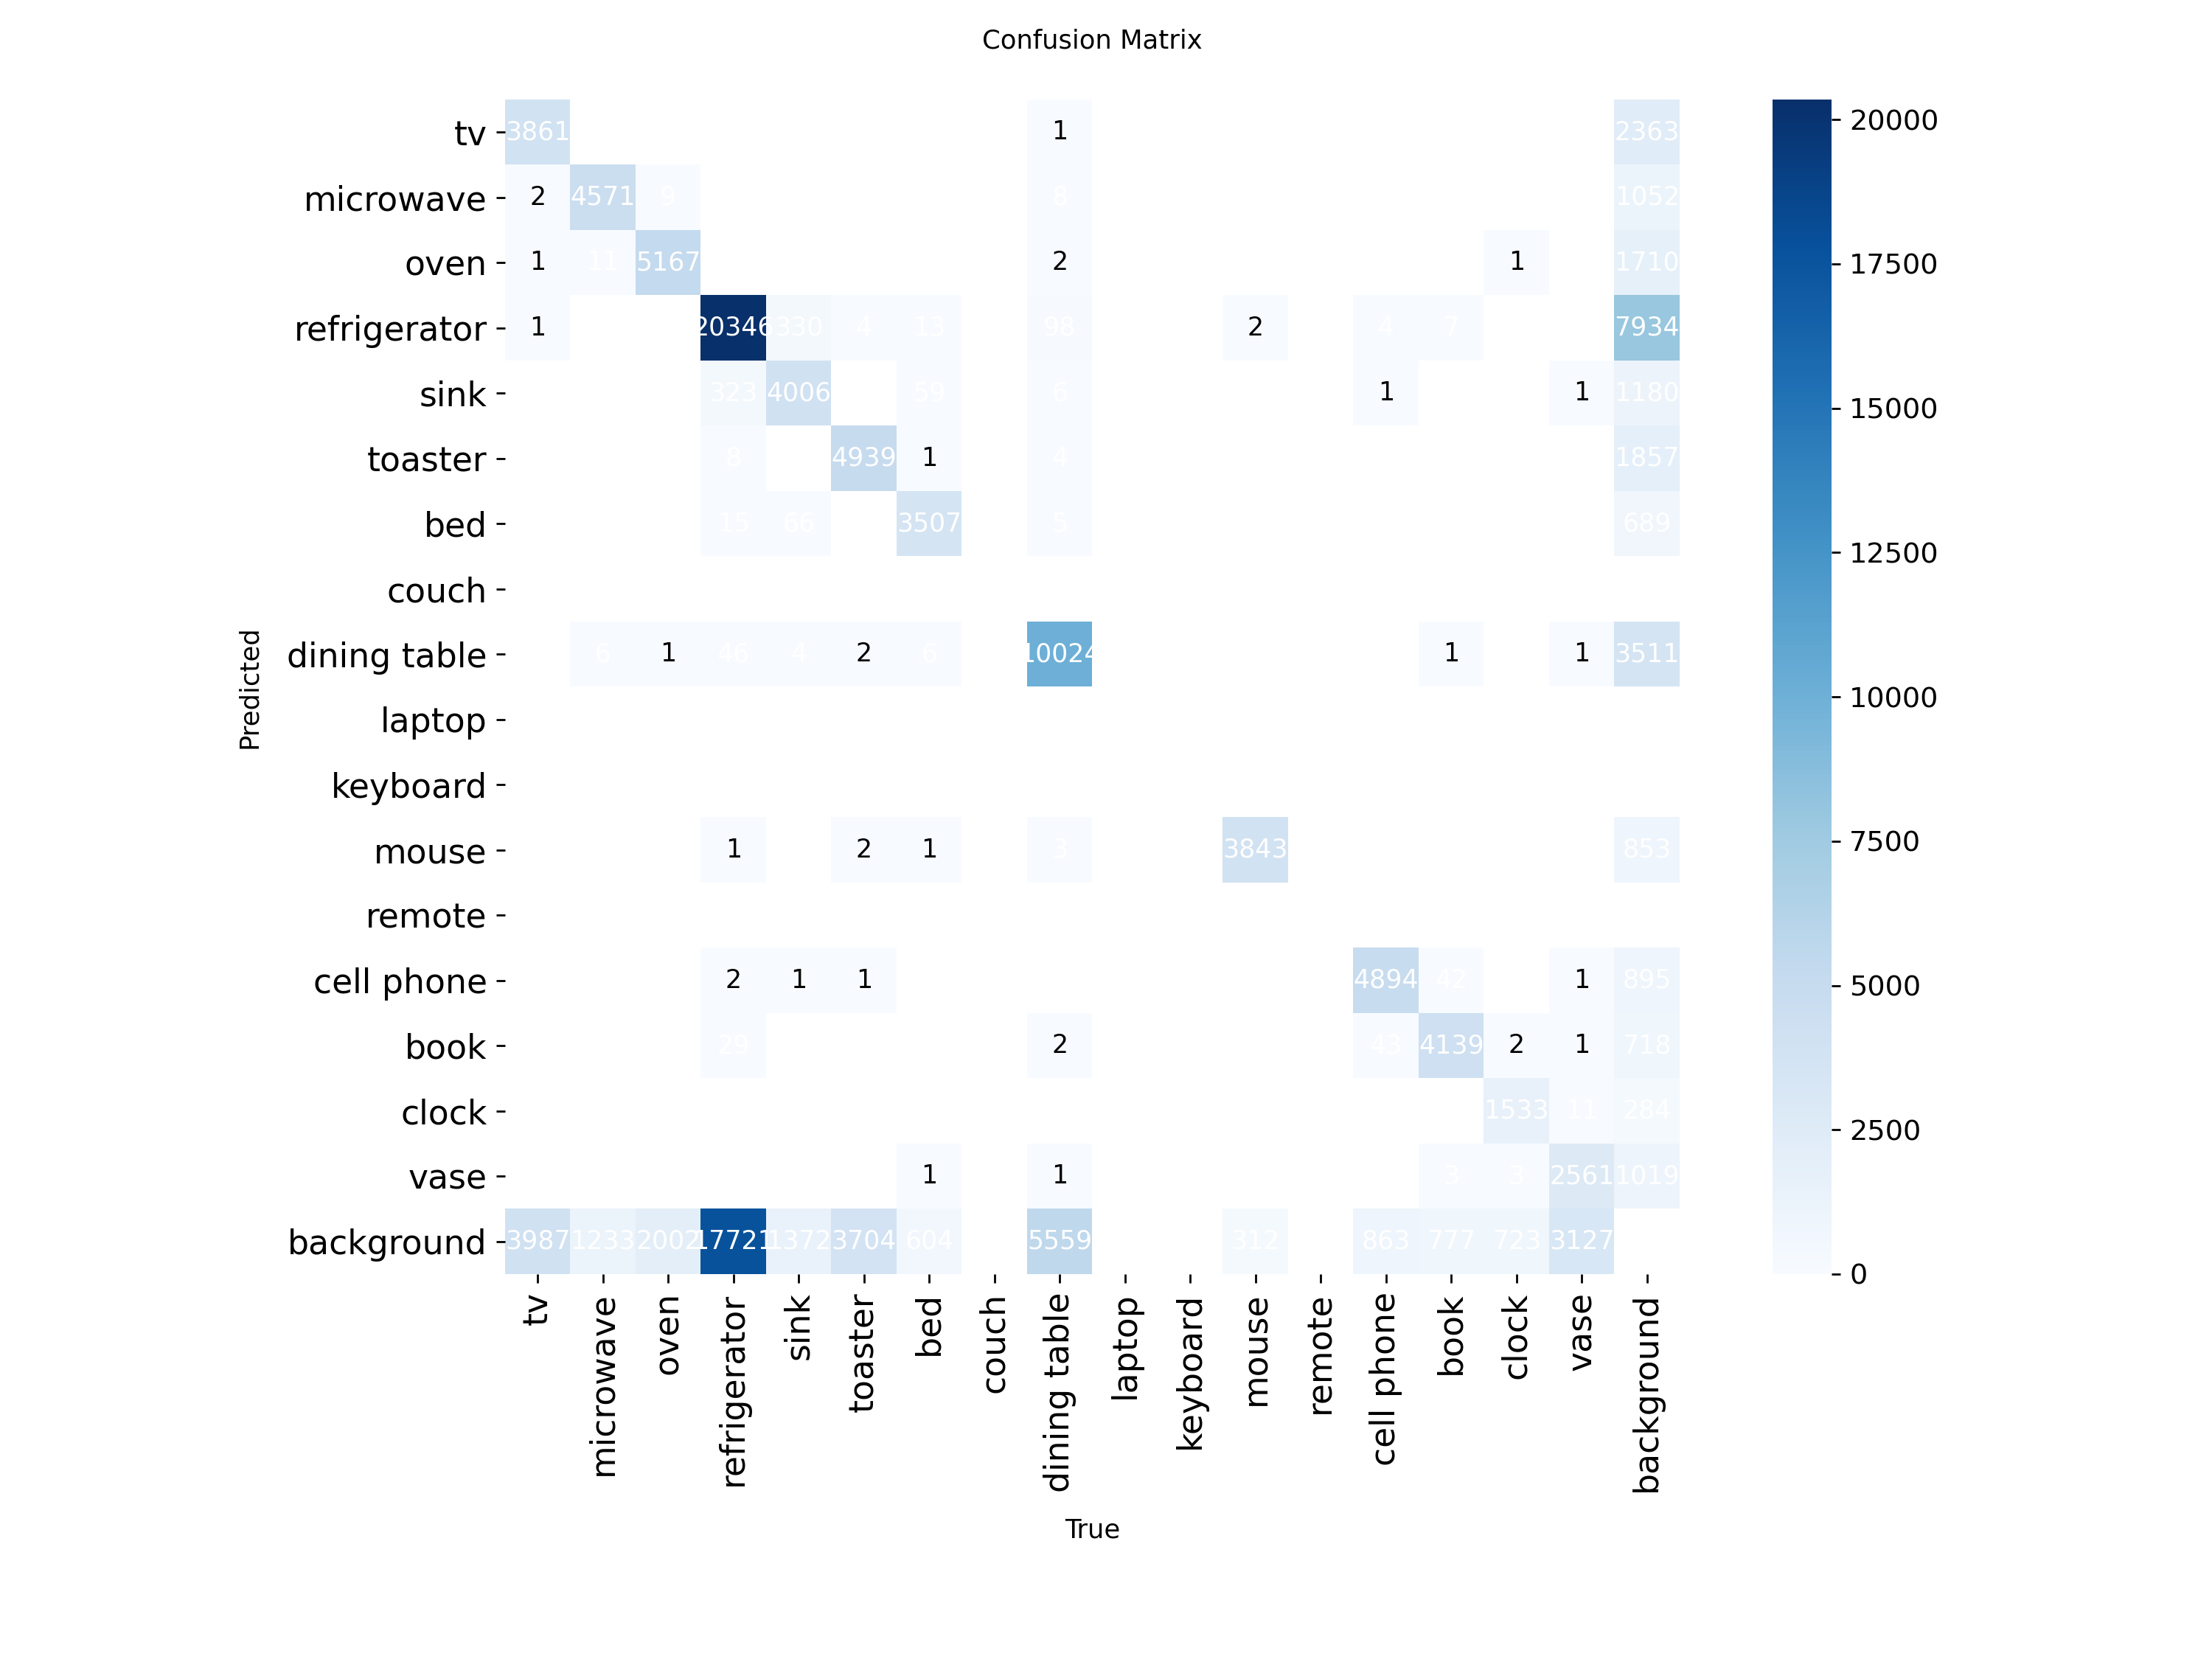 Confusion Matrix
tv 3861 1 2363
microwave 2 4571 9 8 1052
oven 1 11 5167 2 1 1710
refrigerator 1 20346 330 4 13 98 2 4 7 7934
sink 323 4006 59 6 1 1 1180
toaster 8 4939 1 4 1857
bed 15 66 3507 5 689
couch
dining table 6 1 46 4 2 6 10024 1 1 3511
laptop
keyboard
mouse 1 2 1 3 3843 853
remote
cell phone 2 1 1 4894 42 1 895
book 29 2 43 4139 2 1 718
clock 1533 11 284
vase 1 1 3 3 2561 1019
background 3987 1233 2002 17721 1372 3704 604 5559 312 863 777 723 3127
tv microwave oven refrigerator sink toaster bed couch dining table laptop keyboard mouse remote cell phone book clock vase background
Predicted
True
20000
17500
15000
12500
10000
7500
5000
2500
0